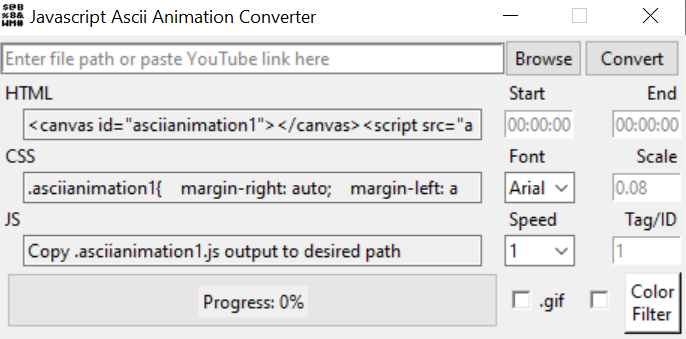 $@B
%8&
WM#
Javascript Ascii Animation Converter
Enter file path or paste YouTube link here
Browse
Convert
HTML
Start
End
<canvas id="asciianimation1"></canvas><script src="a
00:00:00
00:00:00
CSS
Font
Scale
.asciianimation1{    margin-right: auto;    margin-left: a
Arial
0.08
JS
Speed
Tag/ID
Copy .asciianimation1.js output to desired path
1
1
Progress: 0%
.gif
Color
Filter